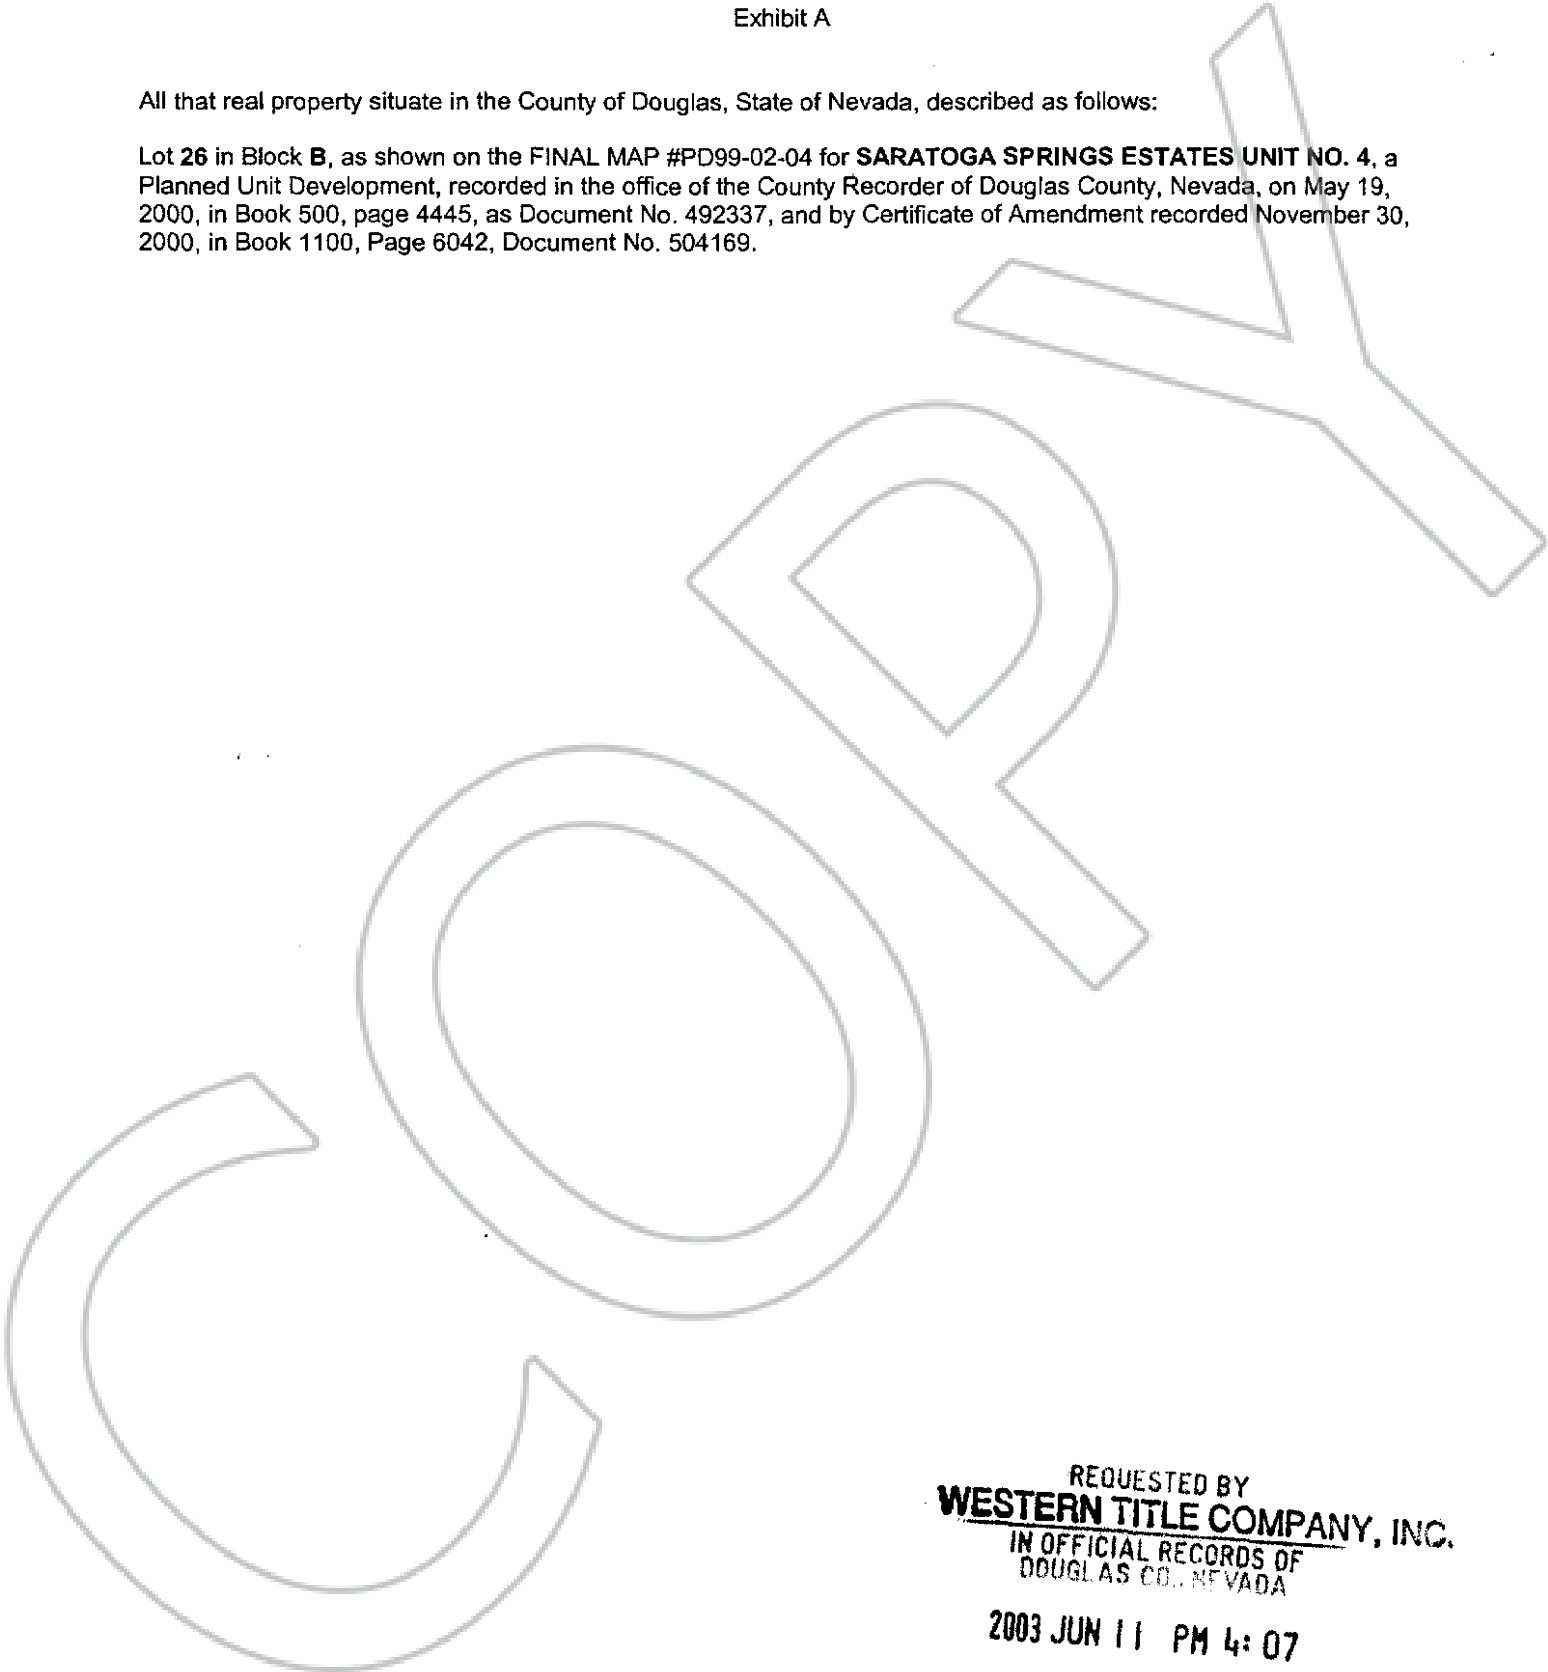 Exhibit A
All that real property situate in the County of Douglas, State of Nevada, described as follows:
Lot 26 in Block B, as shown on the FINAL MAP #PD99-02-04 for SARATOGA SPRINGS ESTATES UNIT NO. 4, a
Planned Unit Development, recorded in the office of the County Recorder of Douglas County, Nevada, on May 19,
2000, in Book 500, page 4445, as Document No. 492337, and by Certificate of Amendment recorded November 30,
2000, in Book 1100, Page 6042, Document No. 504169.
COPY
REQUESTED BY
WESTERN TITLE COMPANY, INC.
IN OFFICIAL RECORDS OF
DOUGLAS CO., NEVADA
2003 JUN 11 PM 4: 07